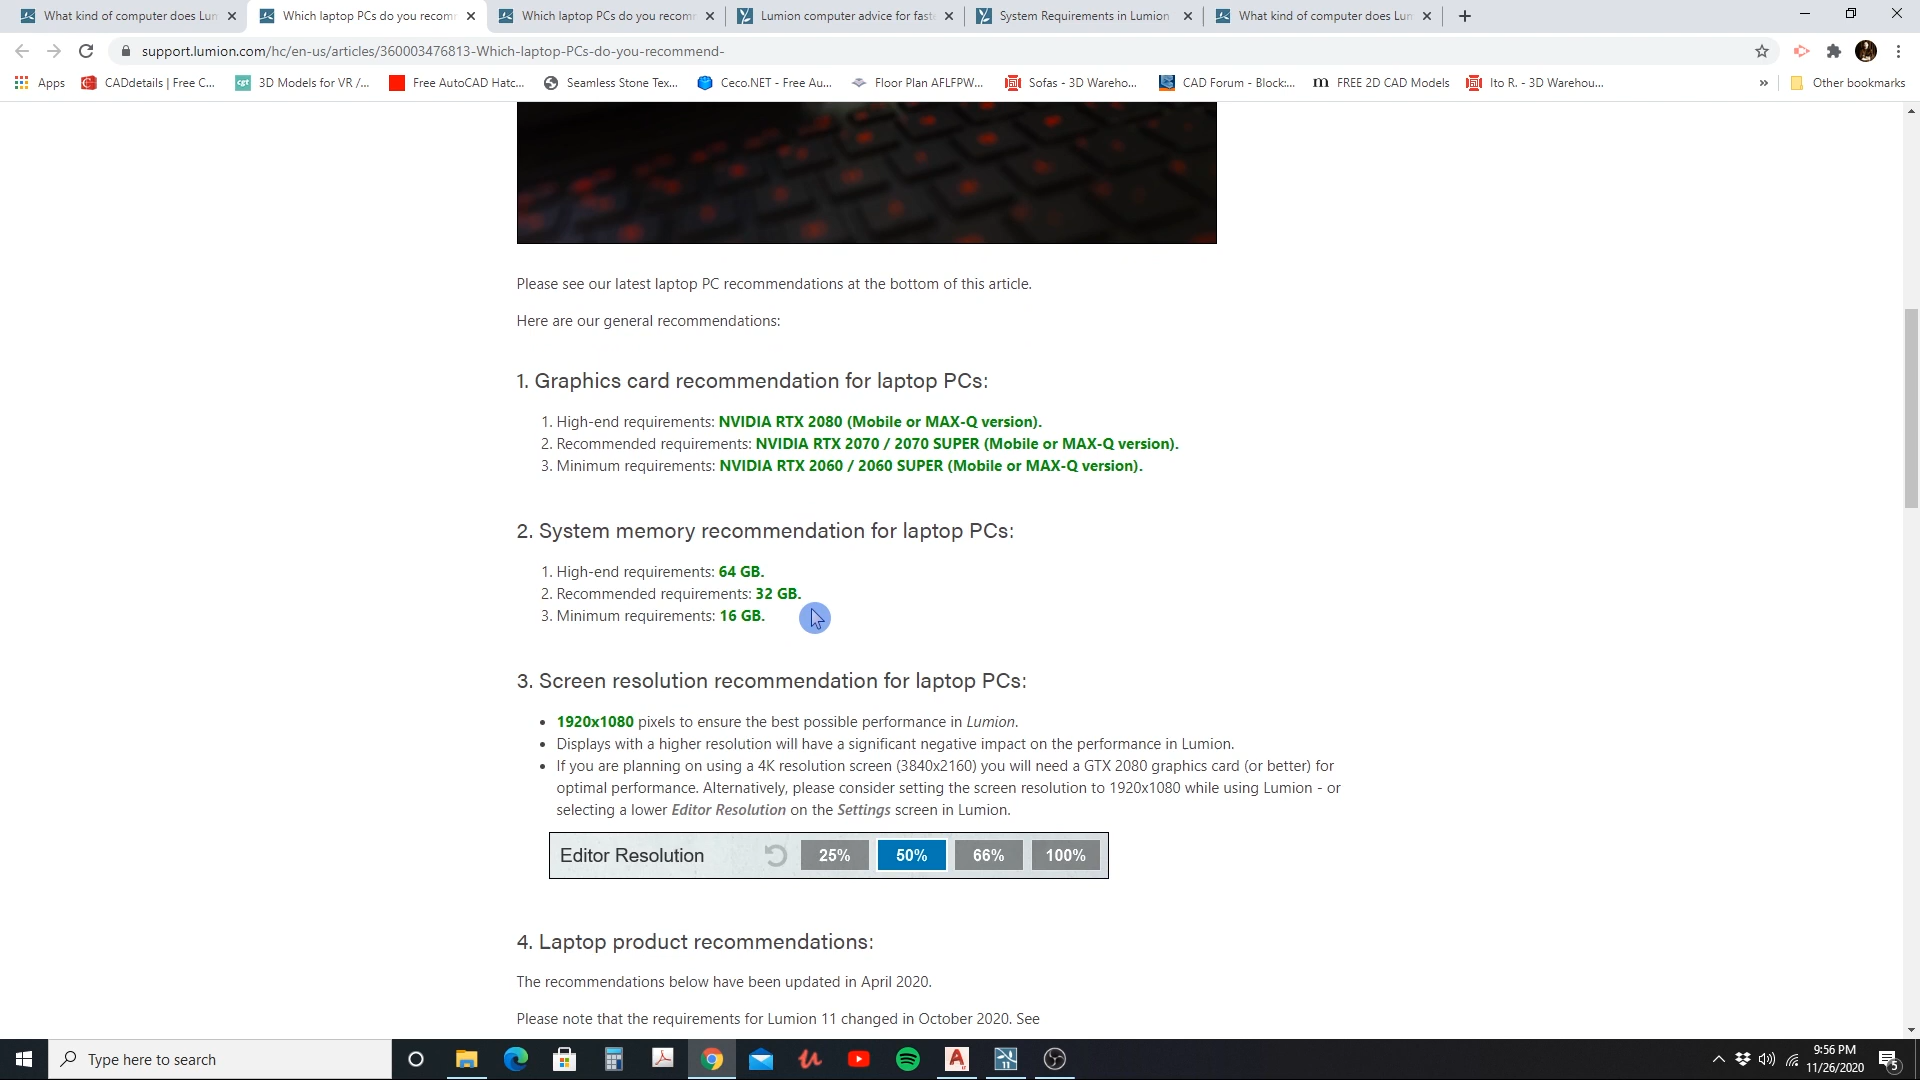 What kind of computer does Lun
Which laptop PCs do you recomm
Which laptop PCs do you recomm
Lumion computer advice for fast
System Requirements in Lumion
What kind of computer does Lun
support.lumion.com/hc/en-us/articles/360003476813-Which-laptop-PCs-do-you-recommend-
Apps
CADdetails | Free C...
cgt
3D Models for VR /...
Free AutoCAD Hatc...
Seamless Stone Tex...
Ceco.NET - Free Au...
Floor Plan AFLFPW...
Sofas - 3D Wareho...
CAD Forum - Block:...
m
FREE 2D CAD Models
Ito R. - 3D Warehou...
»
Other bookmarks
Please see our latest laptop PC recommendations at the bottom of this article.
Here are our general recommendations:
1. Graphics card recommendation for laptop PCs:
1. High-end requirements: NVIDIA RTX 2080 (Mobile or MAX-Q version).
2. Recommended requirements: NVIDIA RTX 2070 / 2070 SUPER (Mobile or MAX-Q version).
3. Minimum requirements: NVIDIA RTX 2060 / 2060 SUPER (Mobile or MAX-Q version).
2. System memory recommendation for laptop PCs:
1. High-end requirements: 64 GB.
2. Recommended requirements: 32 GB.
3. Minimum requirements: 16 GB.
3. Screen resolution recommendation for laptop PCs:
• 1920x1080 pixels to ensure the best possible performance in Lumion.
• Displays with a higher resolution will have a significant negative impact on the performance in Lumion.
• If you are planning on using a 4K resolution screen (3840x2160) you will need a GTX 2080 graphics card (or better) for
optimal performance. Alternatively, please consider setting the screen resolution to 1920x1080 while using Lumion - or
selecting a lower Editor Resolution on the Settings screen in Lumion.
Editor Resolution 25% 50% 66% 100%
4. Laptop product recommendations:
The recommendations below have been updated in April 2020.
Please note that the requirements for Lumion 11 changed in October 2020. See
Type here to search
A
11
9:56 PM
11/26/2020
5